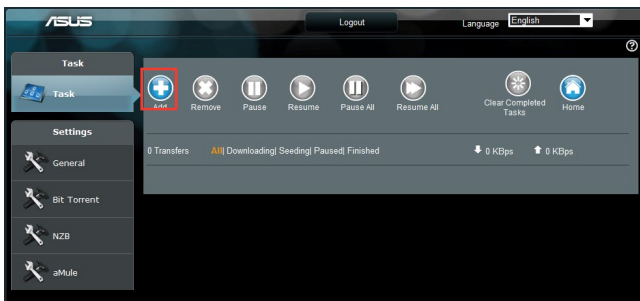 ASUS
Logout
Language English
Task
Task
Settings
General
Bit Torrent
NZB
aMule
Add Remove Pause Resume Pause All Resume All Clear Completed Tasks Home
0 Transfers All| Downloading| Seeding| Paused| Finished 0 KBps 0 KBps